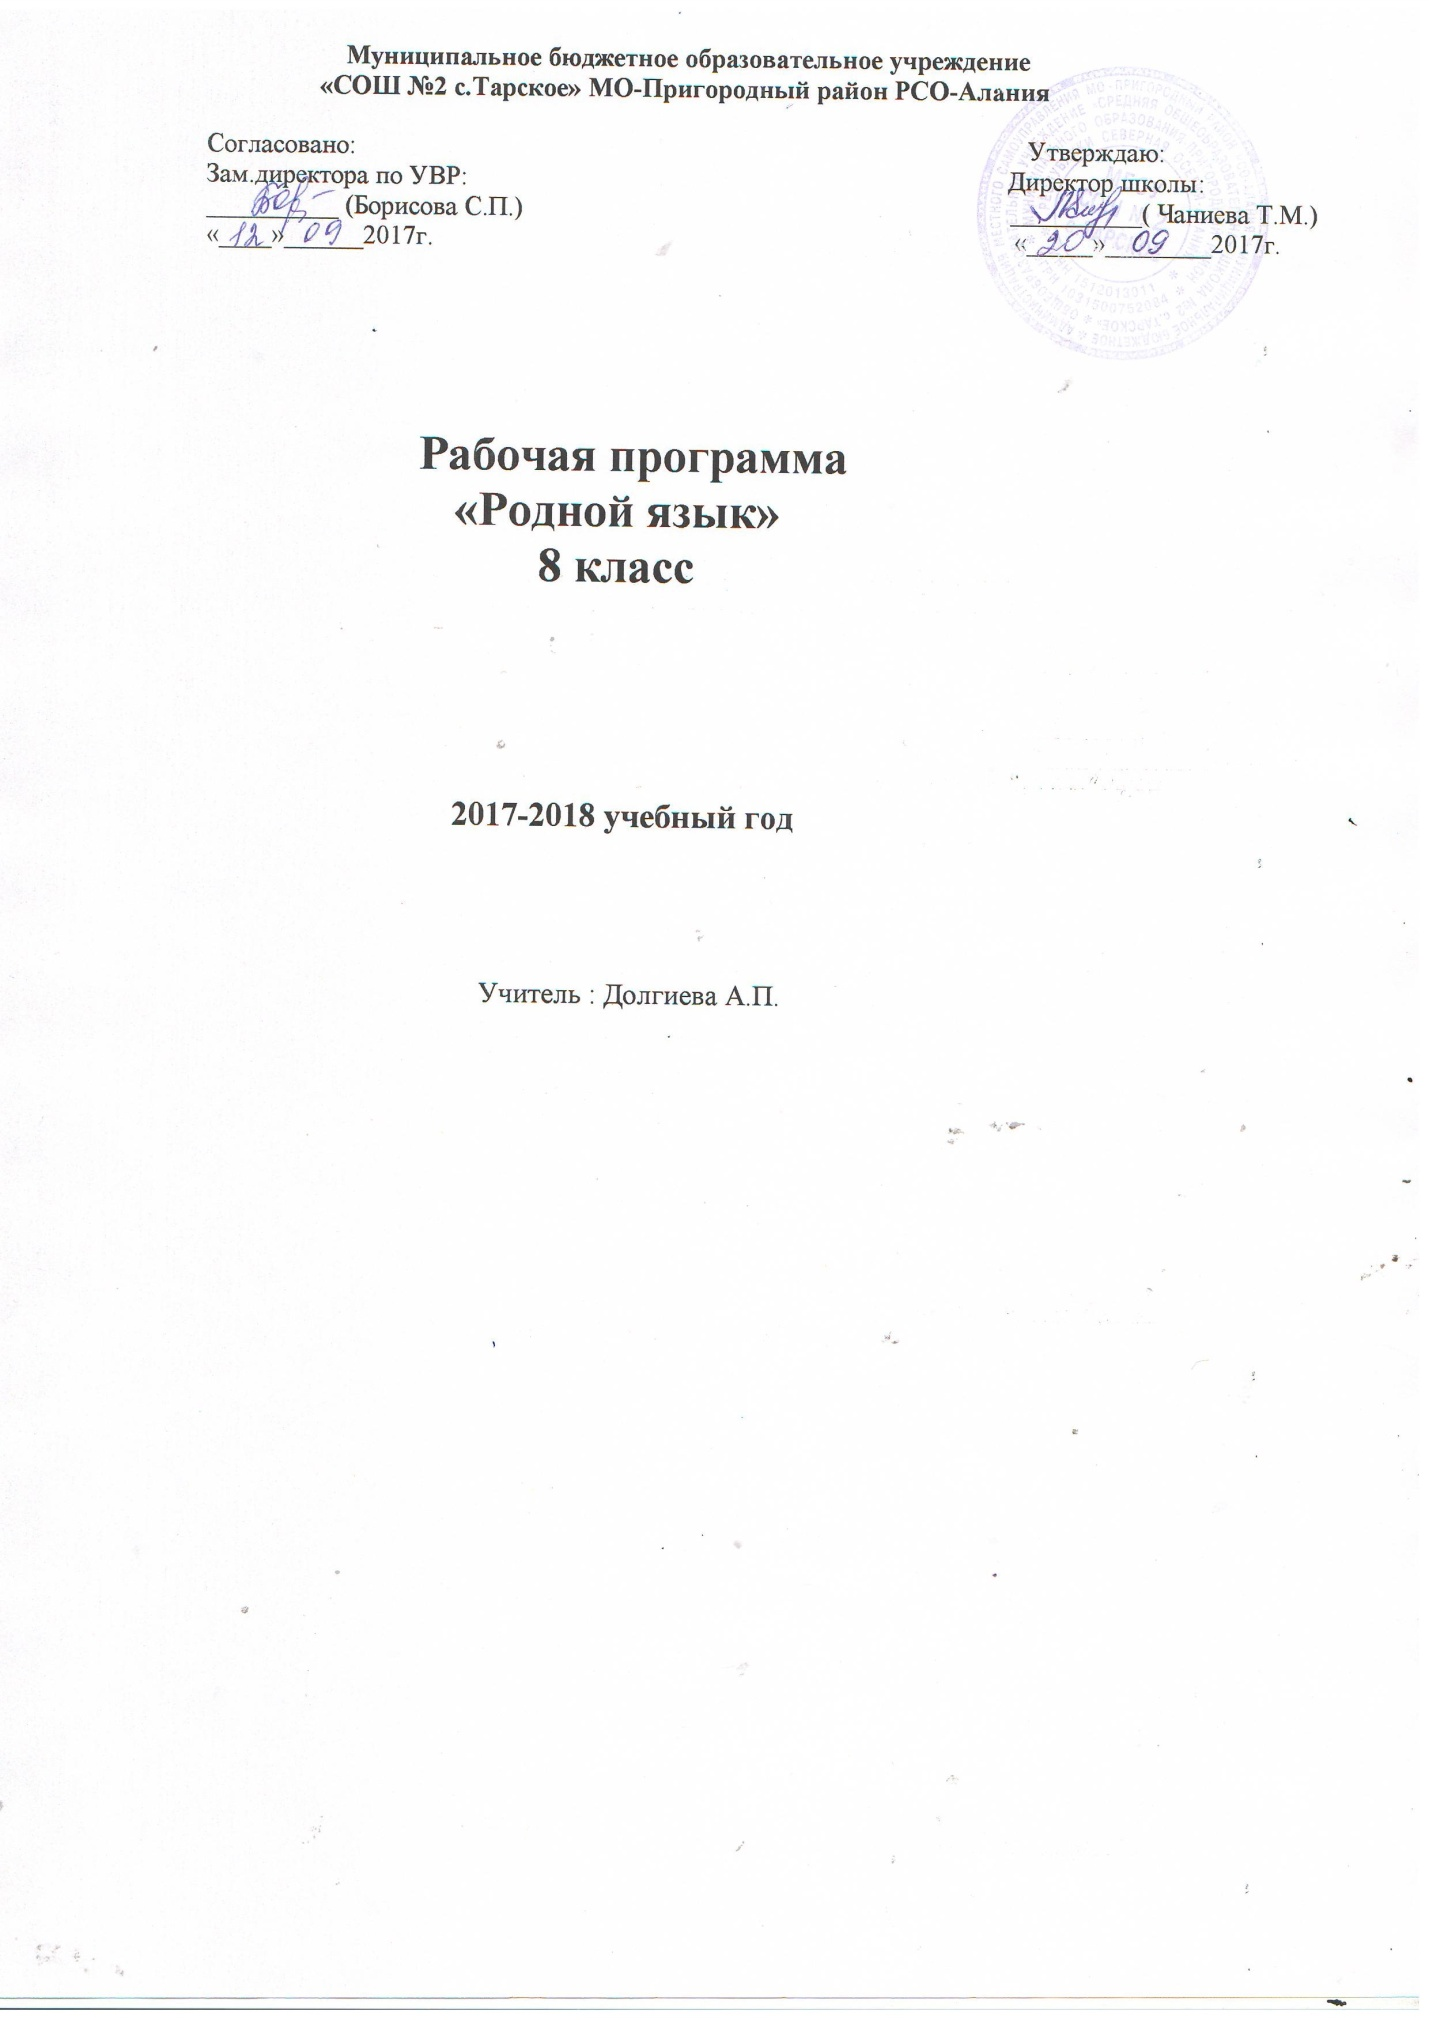 Муниципальное бюджетное образовательное учреждение
«СОШ №2 с.Тарское» МО-Пригородный район РСО-Алания
Согласовано:
Зам.директора по УВР:
__________ (Борисова С.П.)
«12» 09 2017г.
Утверждаю:
Директор школы:
__________( Чаниева Т.М.)
«20» 09 2017г.
Рабочая программа
«Родной язык»
8 класс
2017-2018 учебный год
Учитель : Долгиева А.П.